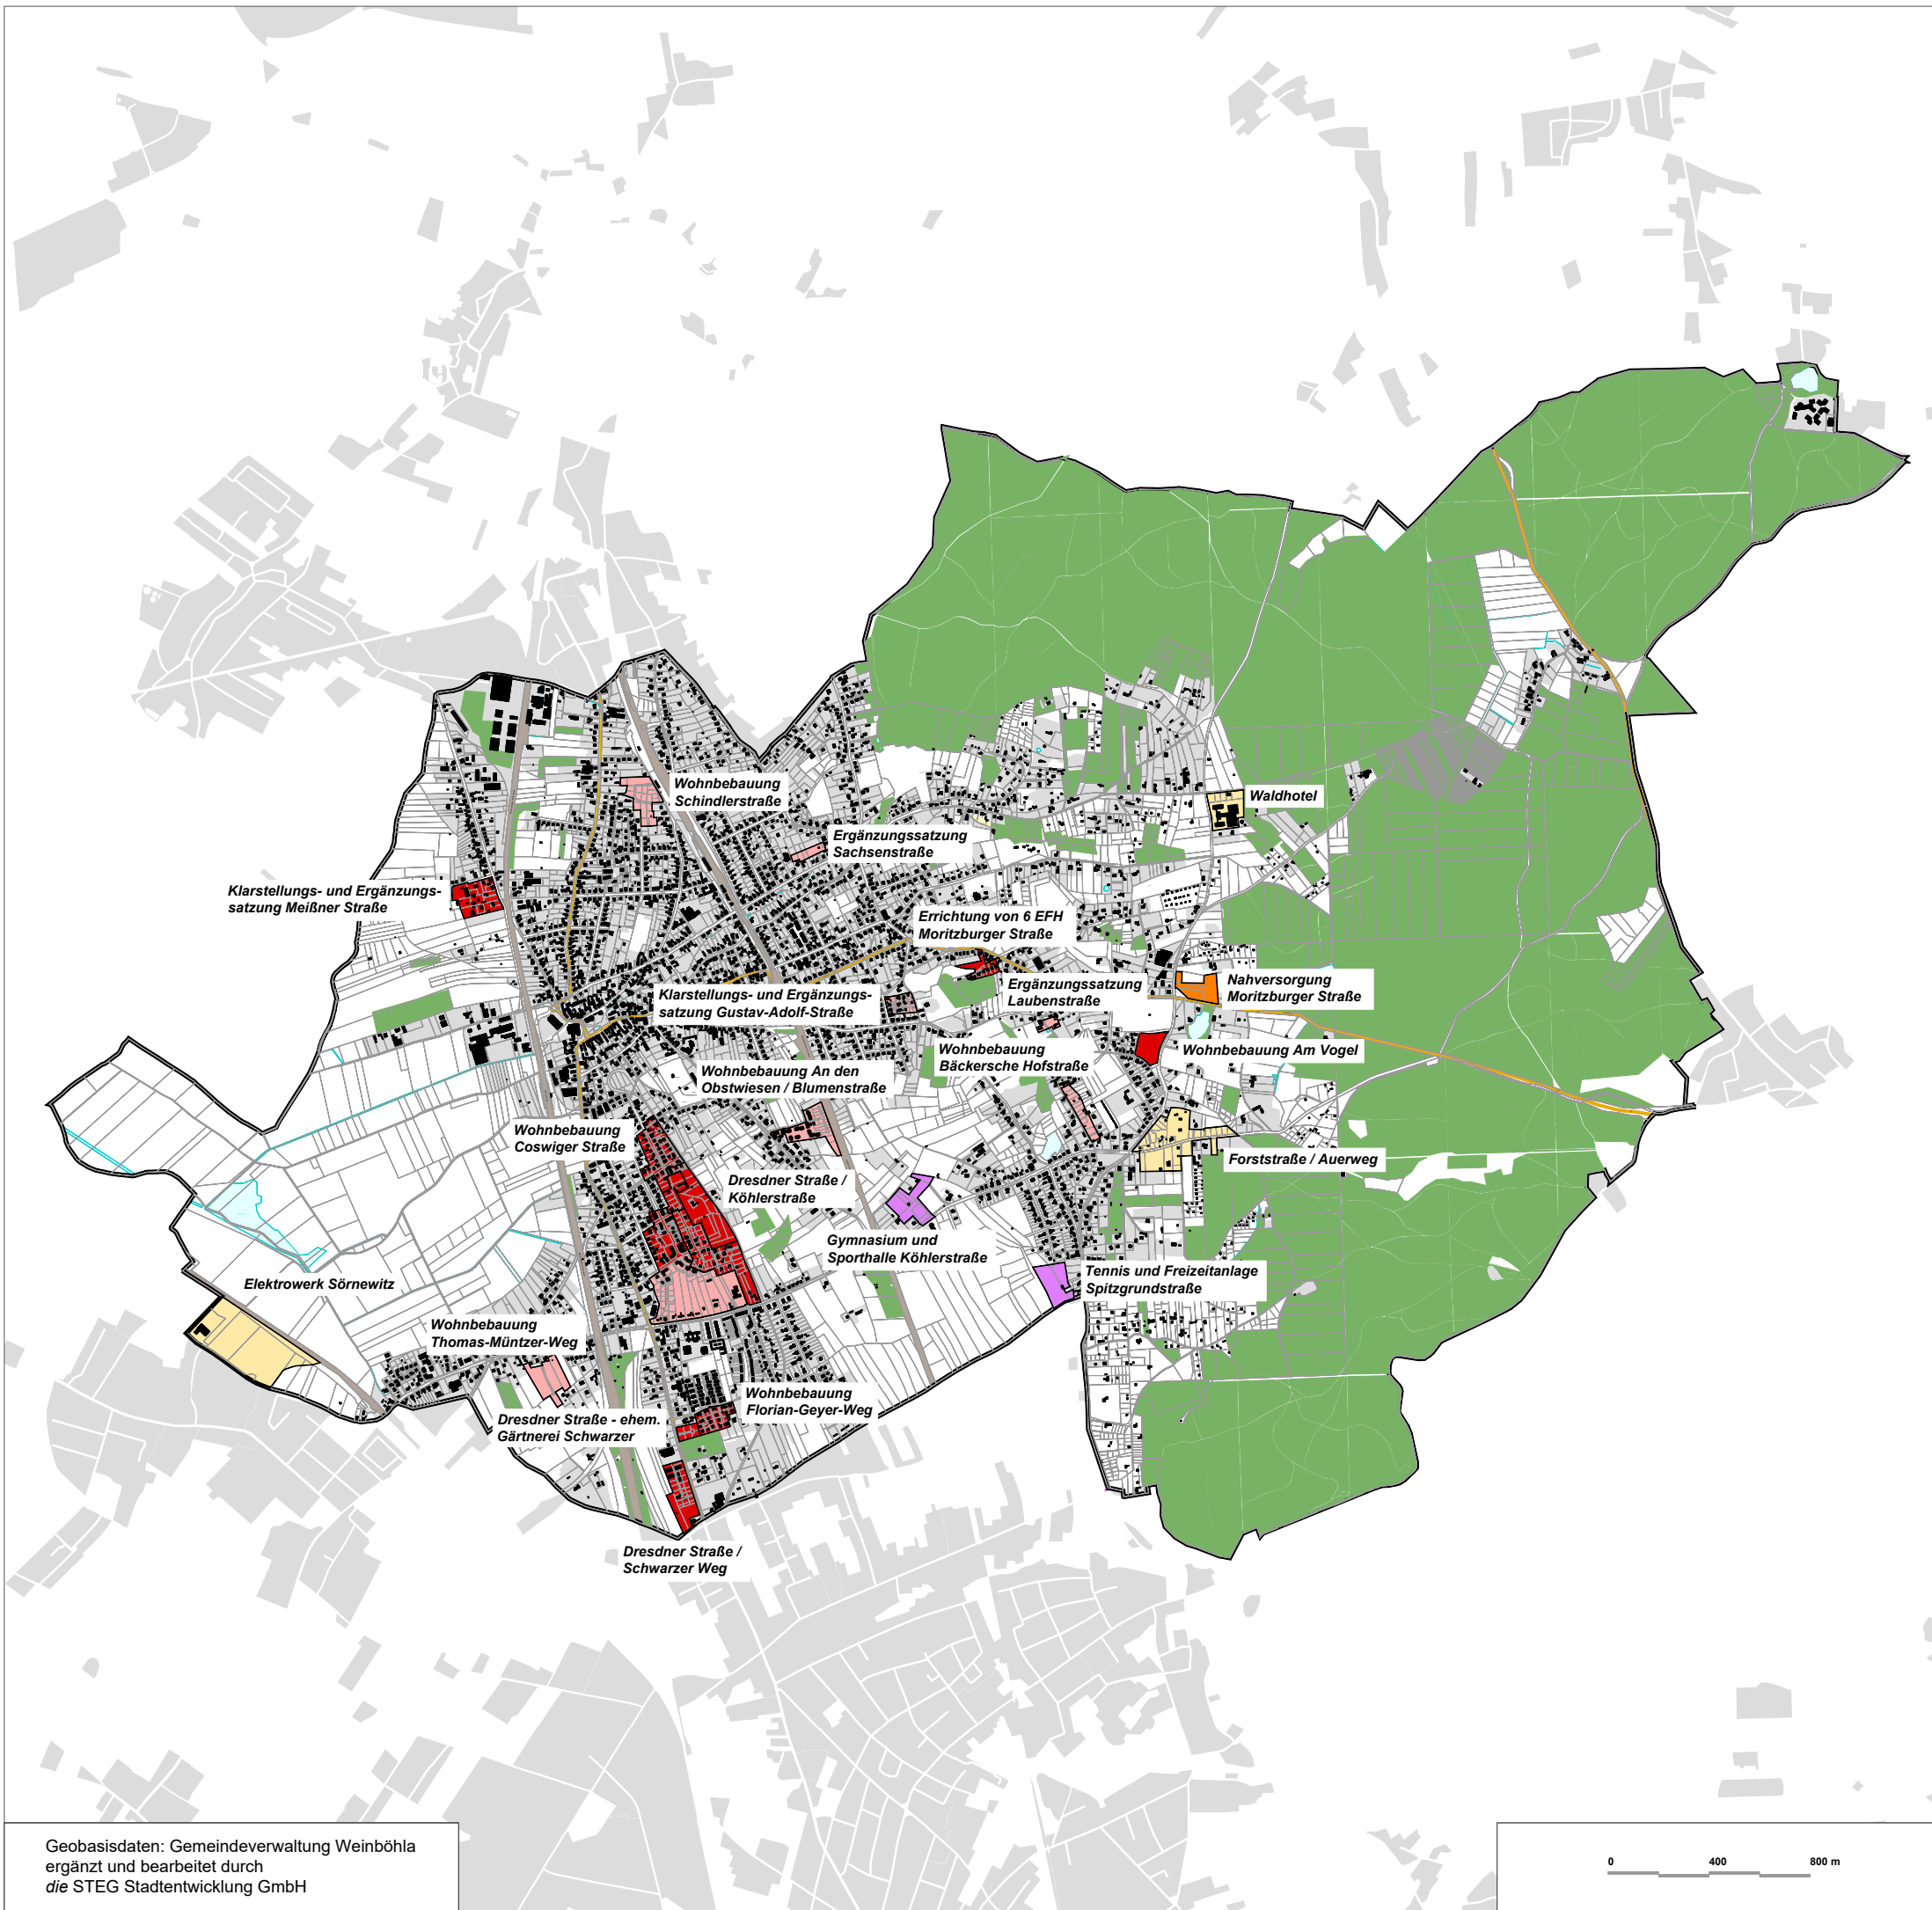 Wohnbebauung
Schindlerstraße
Waldhotel
Ergänzungssatzung
Sachsenstraße
Klarstellungs- und Ergänzungs-
satzung Meißner Straße
Errichtung von 6 EFH
Moritzburger Straße
Ergänzungssatzung
Laubenstraße
Nahversorgung
Moritzburger Straße
Klarstellungs- und Ergänzungs-
satzung Gustav-Adolf-Straße
Wohnbebauung
Bäckersche Hofstraße
Wohnbebauung Am Vogel
Wohnbebauung An den
Obstwiesen / Blumenstraße
Wohnbebauung
Coswiger Straße
Forststraße / Auerweg
Dresdner Straße /
Köhlerstraße
Gymnasium und
Sporthalle Köhlerstraße
Elektrowerk Sörnewitz
Tennis und Freizeitanlage
Spitzgrundstraße
Wohnbebauung
Thomas-Müntzer-Weg
Wohnbebauung
Florian-Geyer-Weg
Dresdner Straße - ehem.
Gärtnerei Schwarzer
Dresdner Straße /
Schwarzer Weg
Geobasisdaten: Gemeindeverwaltung Weinböhla
ergänzt und bearbeitet durch
die STEG Stadtentwicklung GmbH
0 400 800 m